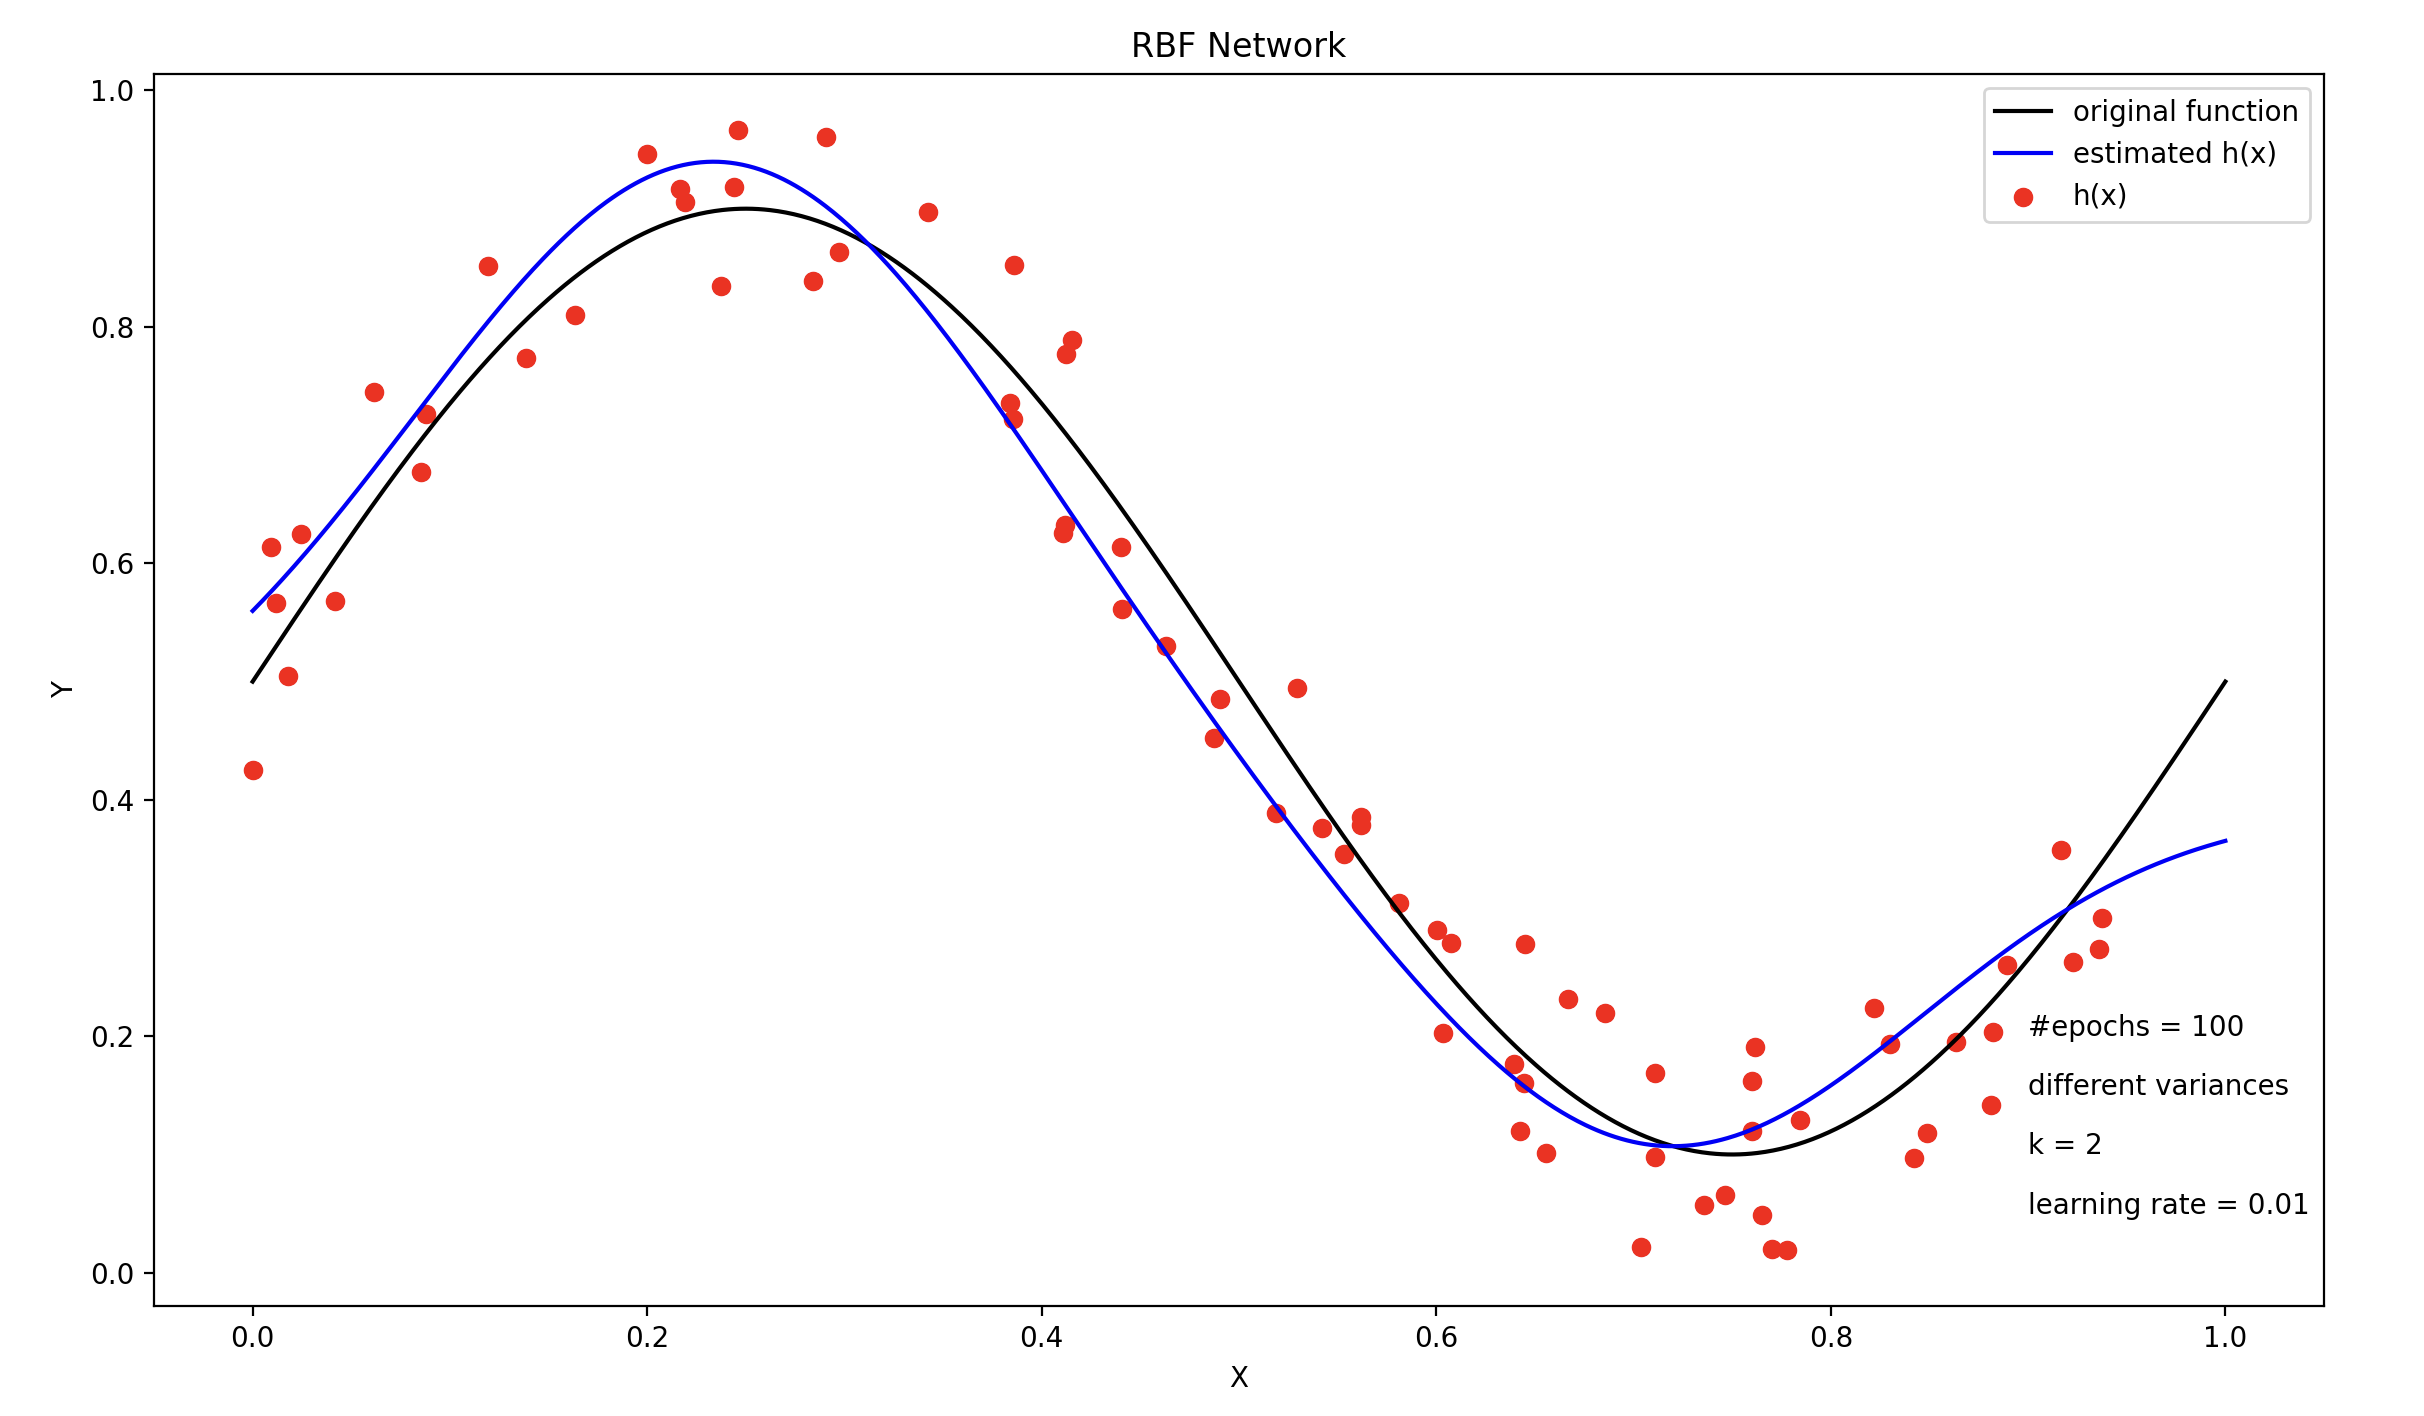 RBF Network
original function
estimated h(x)
h(x)
1.0
0.8
0.6
0.4
0.2
0.0
Y
#epochs = 100
different variances
k = 2
learning rate = 0.01
0.0 0.2 0.4 0.6 0.8 1.0
X